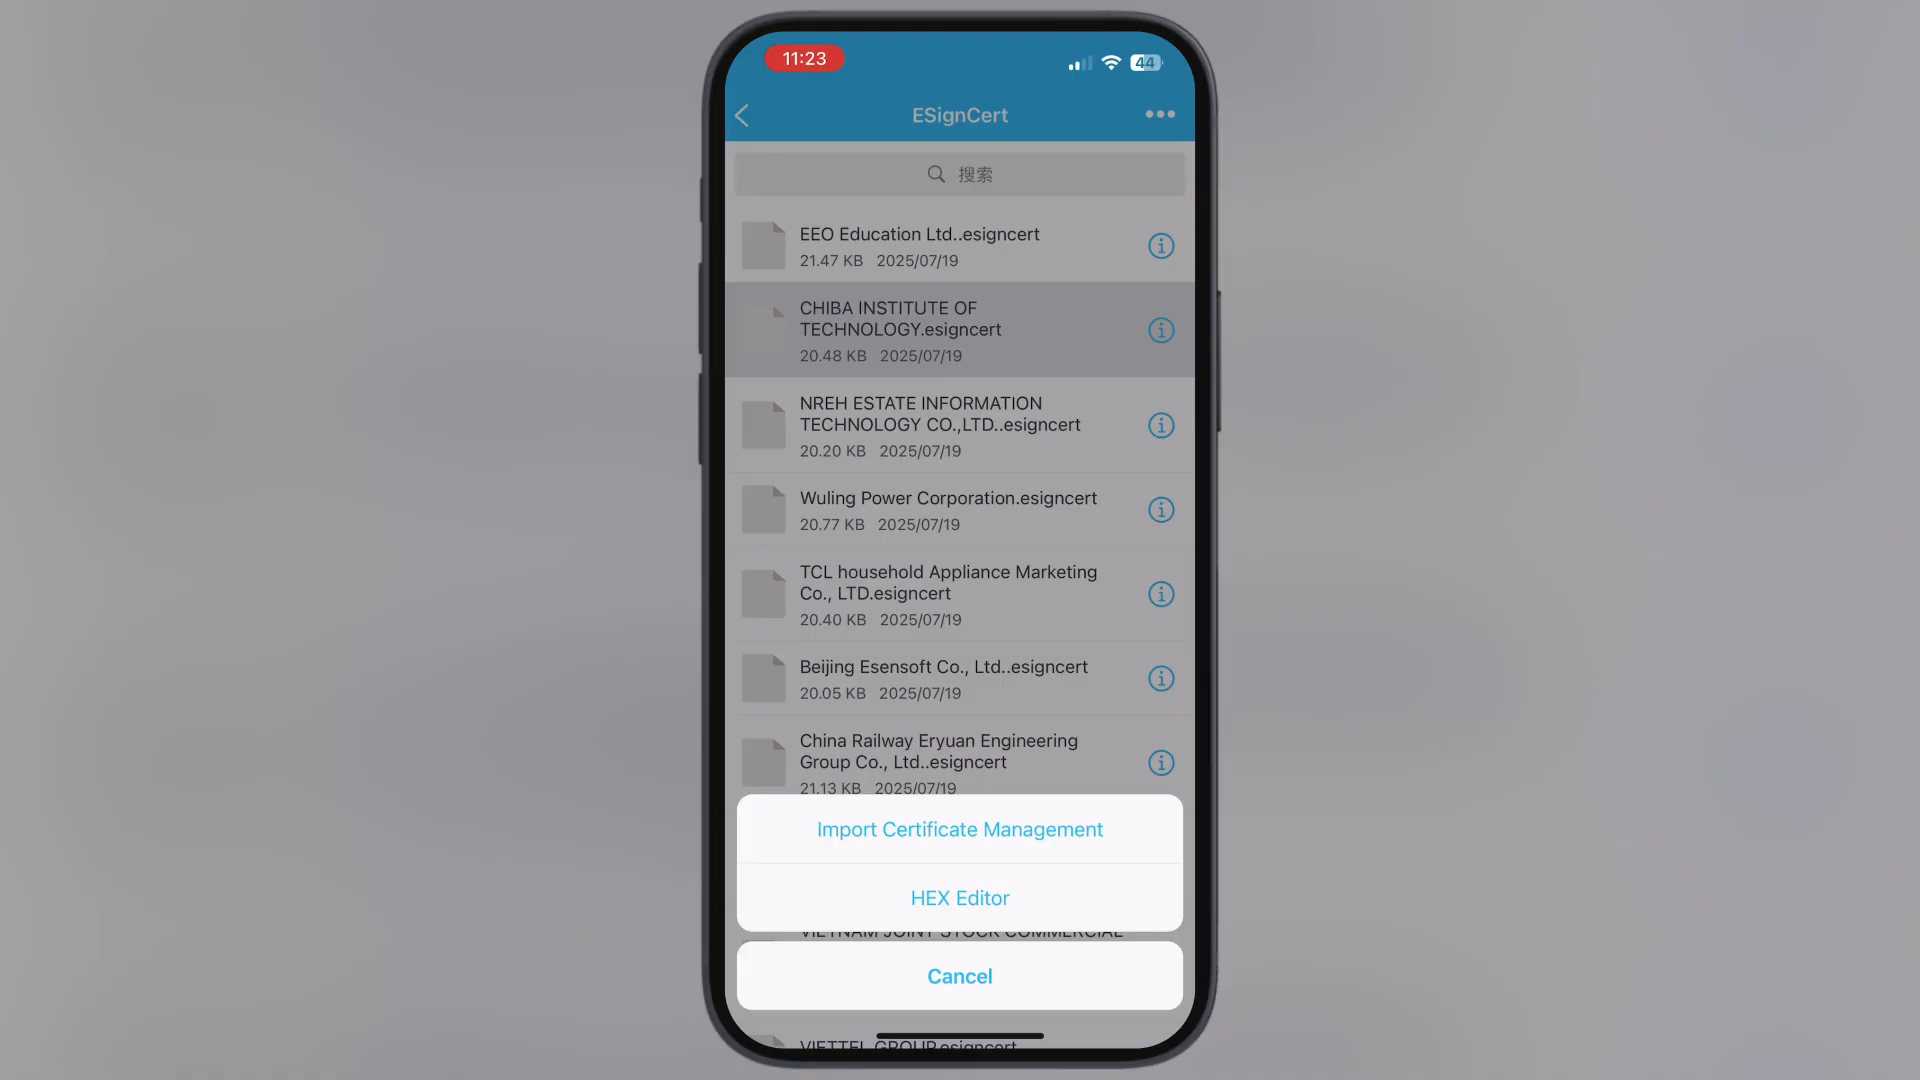 11:23
44
ESignCert
搜索
EEO Education Ltd..esigncert
21.47 KB 2025/07/19
CHIBA INSTITUTE OF
TECHNOLOGY.esigncert
20.48 KB 2025/07/19
NREH ESTATE INFORMATION
TECHNOLOGY CO.,LTD..esigncert
20.20 KB 2025/07/19
Wuling Power Corporation.esigncert
20.77 KB 2025/07/19
TCL household Appliance Marketing
Co., LTD.esigncert
20.40 KB 2025/07/19
Beijing Esensoft Co., Ltd..esigncert
20.05 KB 2025/07/19
China Railway Eryuan Engineering
Group Co., Ltd..esigncert
21.13 KB 2025/07/19
Import Certificate Management
HEX Editor
VIETNAM JOINT STOCK COMMERCIAL
Cancel
VIETTEL GROUP.esigncert